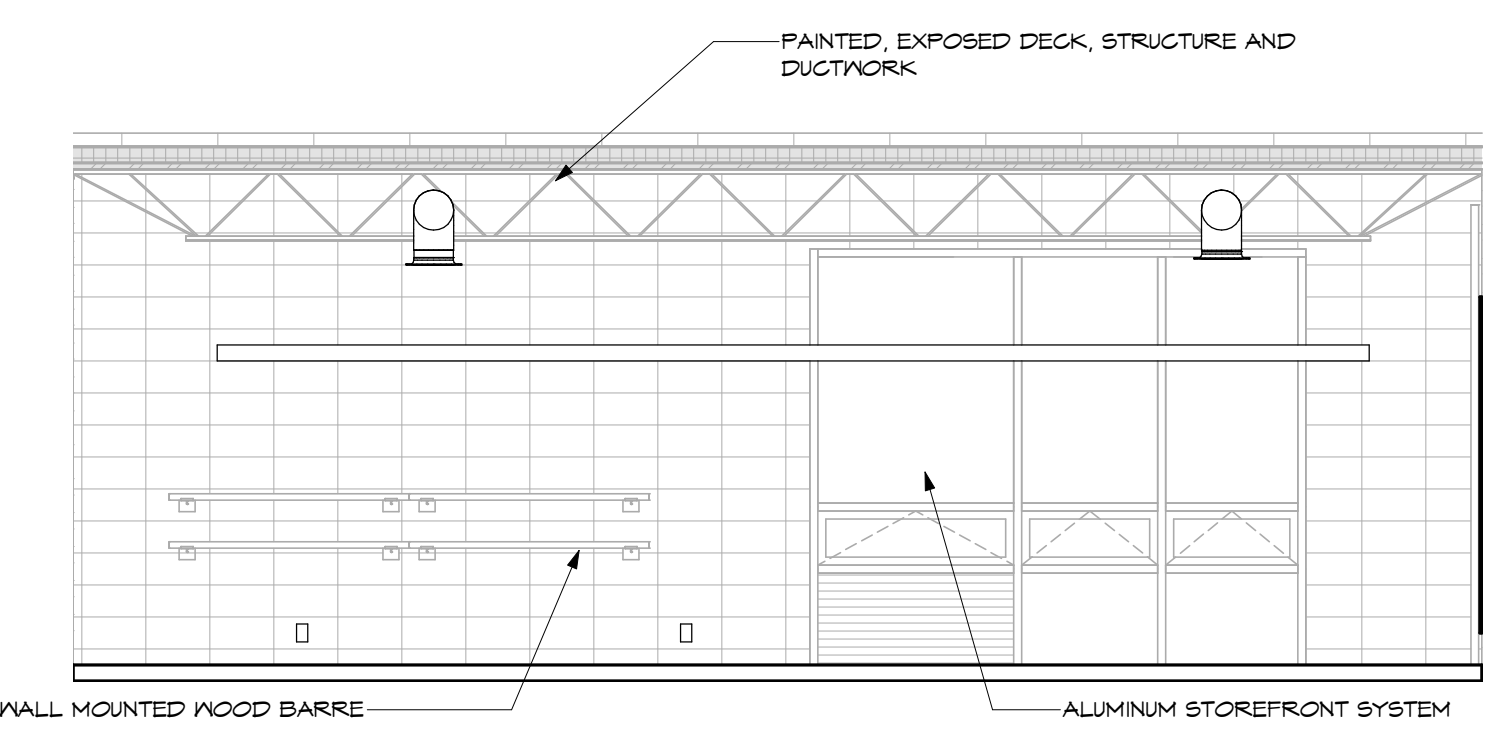 PAINTED, EXPOSED DECK, STRUCTURE AND
DUCTWORK
WALL MOUNTED WOOD BARRE
ALUMINUM STOREFRONT SYSTEM